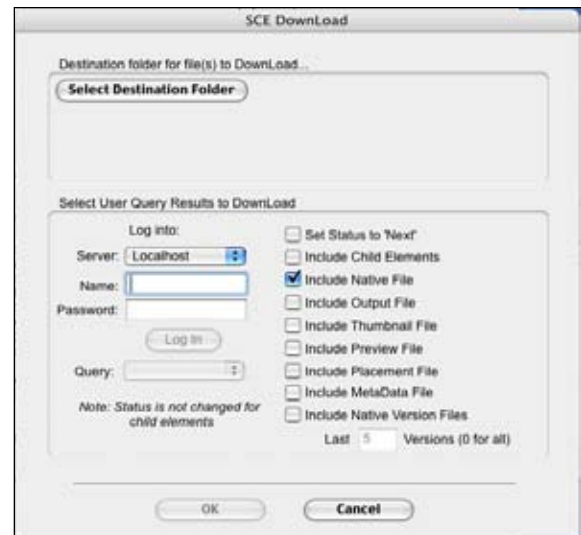 SCE DownLoad
Destination folder for file(s) to DownLoad...
Select Destination Folder
Select User Query Results to DownLoad
Log into:
Server: Localhost
Name:
Password:
Log In
Query:
Note: Status is not changed for
child elements
Set Status to 'Next'
Include Child Elements
Include Native File
Include Output File
Include Thumbnail File
Include Preview File
Include Placement File
Include MetaData File
Include Native Version Files
Last 5 Versions (0 for all)
OK
Cancel